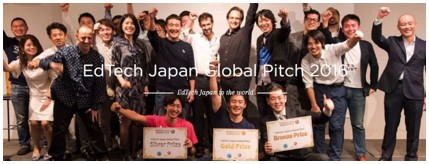 EdTech Japan Global Pitch 2016
EdTech Japan to the world
Silver Prize
Gold Prize
Bronze Prize